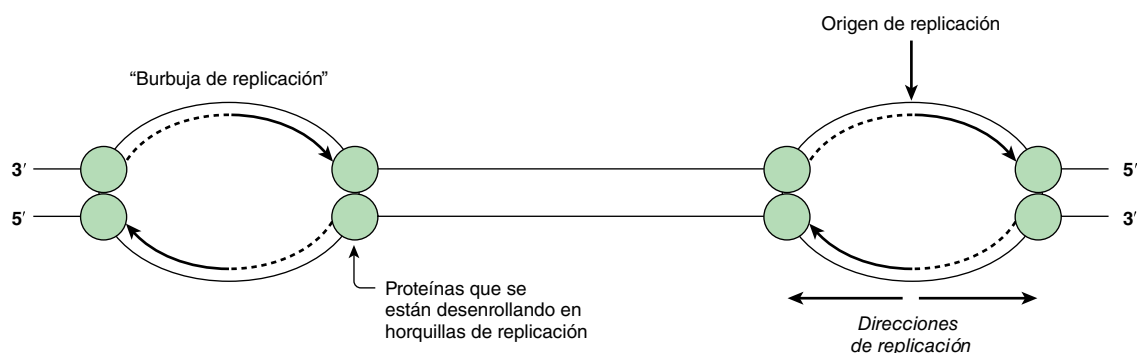 Origen de replicación
“Burbuja de replicación”
3′
5′
5′
3′
Proteínas que se
están desenrollando en
horquillas de replicación
Direcciones
de replicación